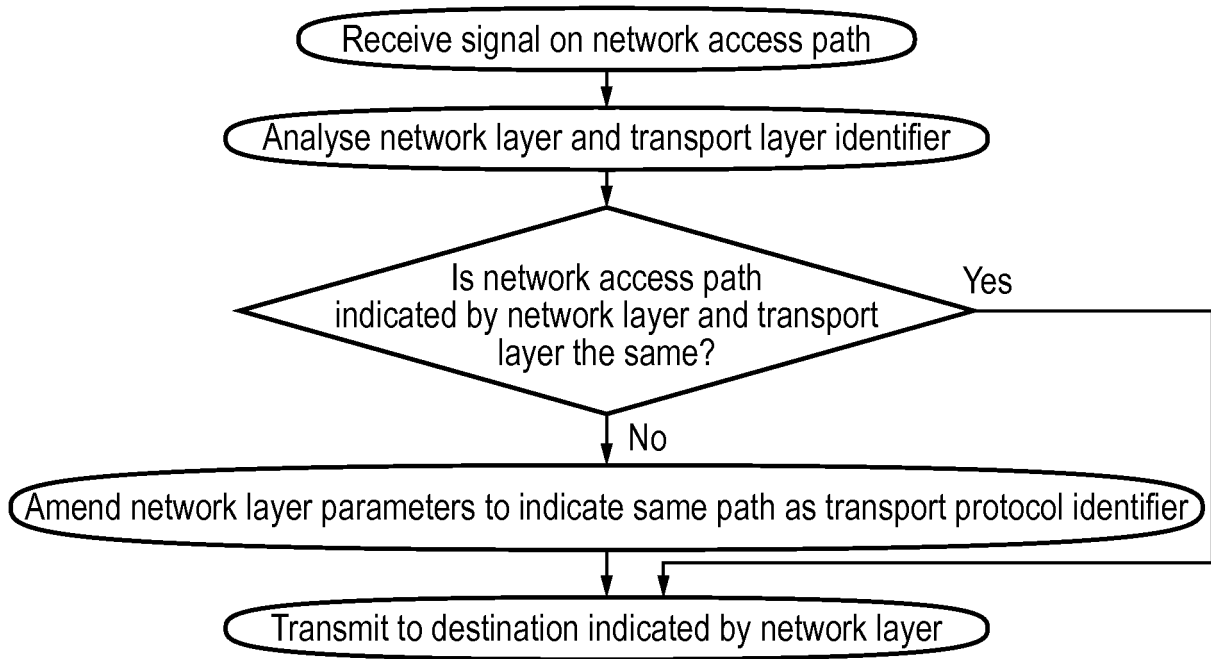 Receive signal on network access path
Analyse network layer and transport layer identifier
Is network access path
indicated by network layer and transport
layer the same?
Yes
No
Amend network layer parameters to indicate same path as transport protocol identifier
Transmit to destination indicated by network layer